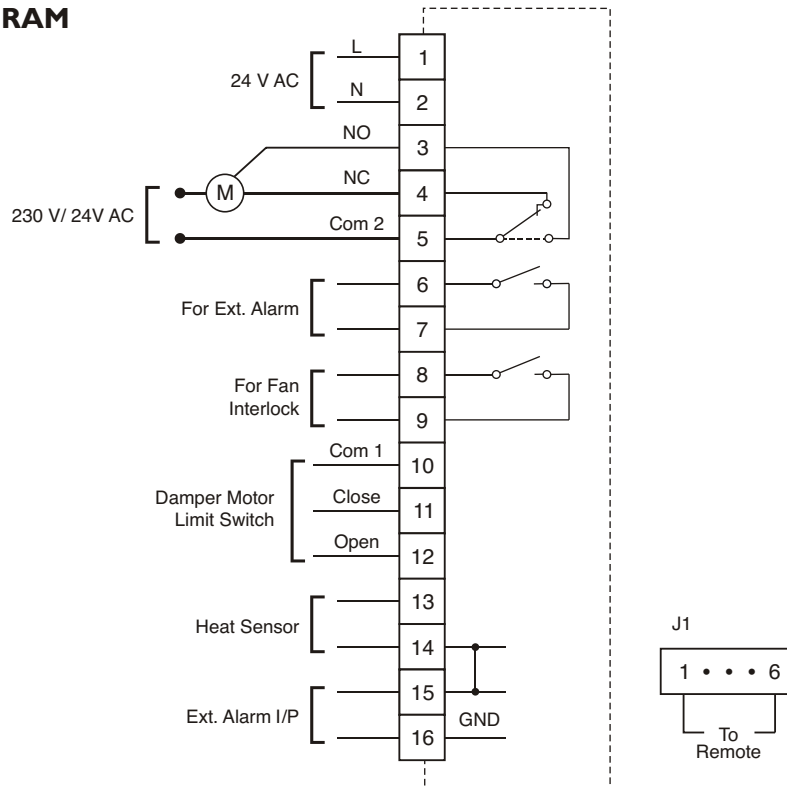 RAM
L
24 V AC
N
1
2
NO
3
NC
M
4
230 V/ 24V AC
Com 2
5
6
For Ext. Alarm
7
8
For Fan
Interlock
9
Com 1
10
Damper Motor
Limit Switch
Close
11
Open
12
13
Heat Sensor
14
15
Ext. Alarm I/P
GND
16
J1
1 • • • 6
To
Remote